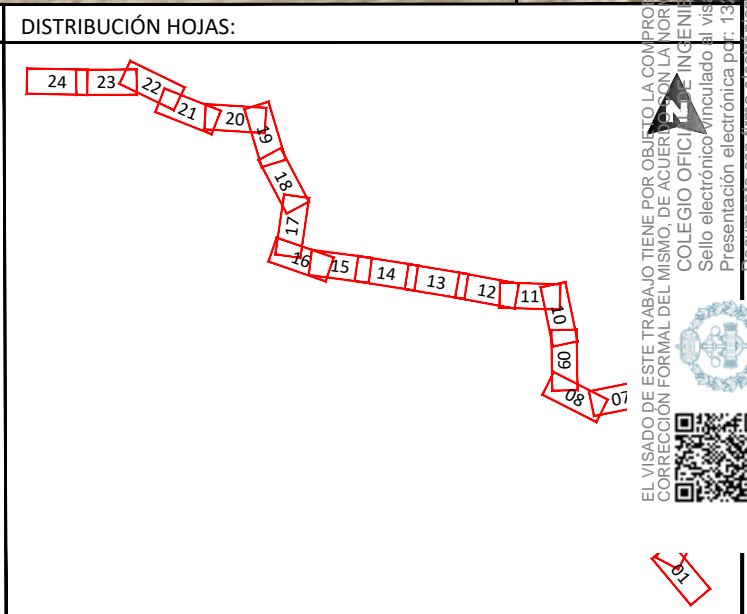 DISTRIBUCIÓN HOJAS:
24
23
22
21
20
19
18
17
16
15
14
13
12
11
10
09
08
07
01
N
EL VISADO DE ESTE TRABAJO TIENE POR OBJETO LA COMPROB
CORRECCIÓN FORMAL DEL MISMO, DE ACUERDO CON LA NORM
COLEGIO OFICIAL DE INGENIE
Sello electrónico vinculado al vis
Presentación electrónica por: 13